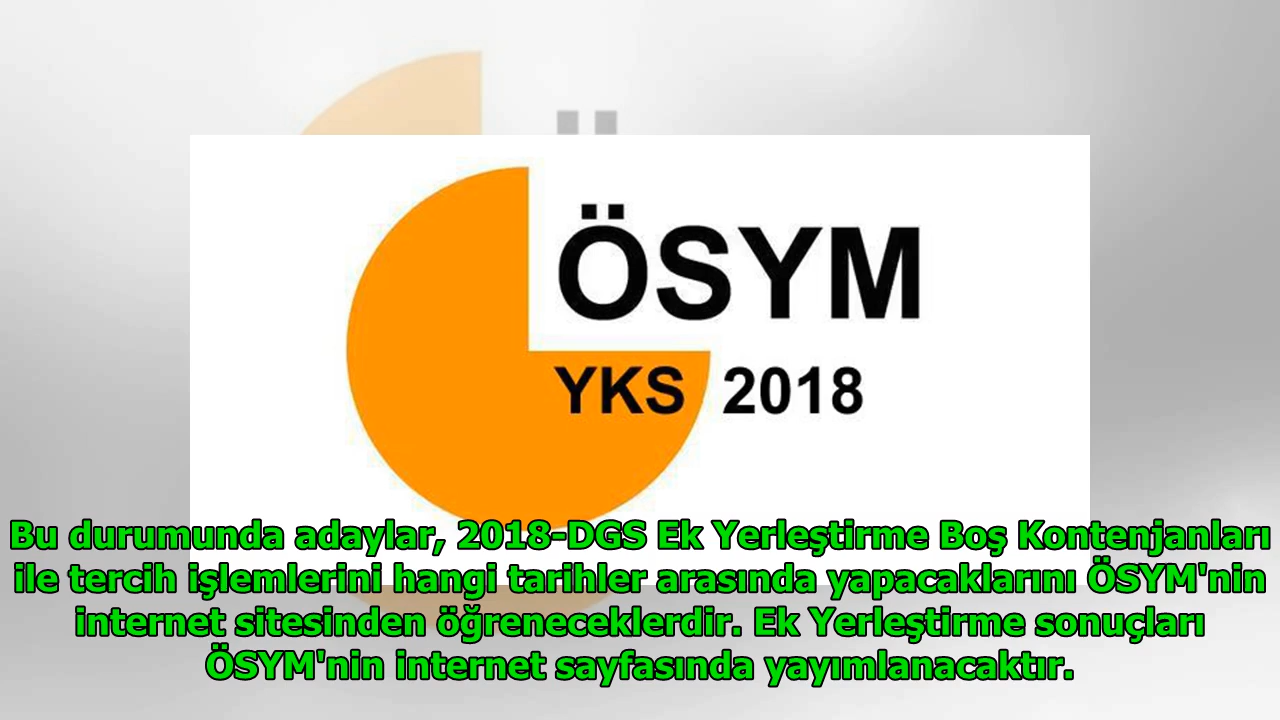 ÖSYM
YKS 2018
Bu durumunda adaylar, 2018-DGS Ek Yerleştirme Boş Kontenjanları
ile tercih işlemlerini hangi tarihler arasında yapacaklarını ÖSYM'nin
internet sitesinden öğreneceklerdir. Ek Yerleştirme sonuçları
ÖSYM'nin internet sayfasında yayımlanacaktır.